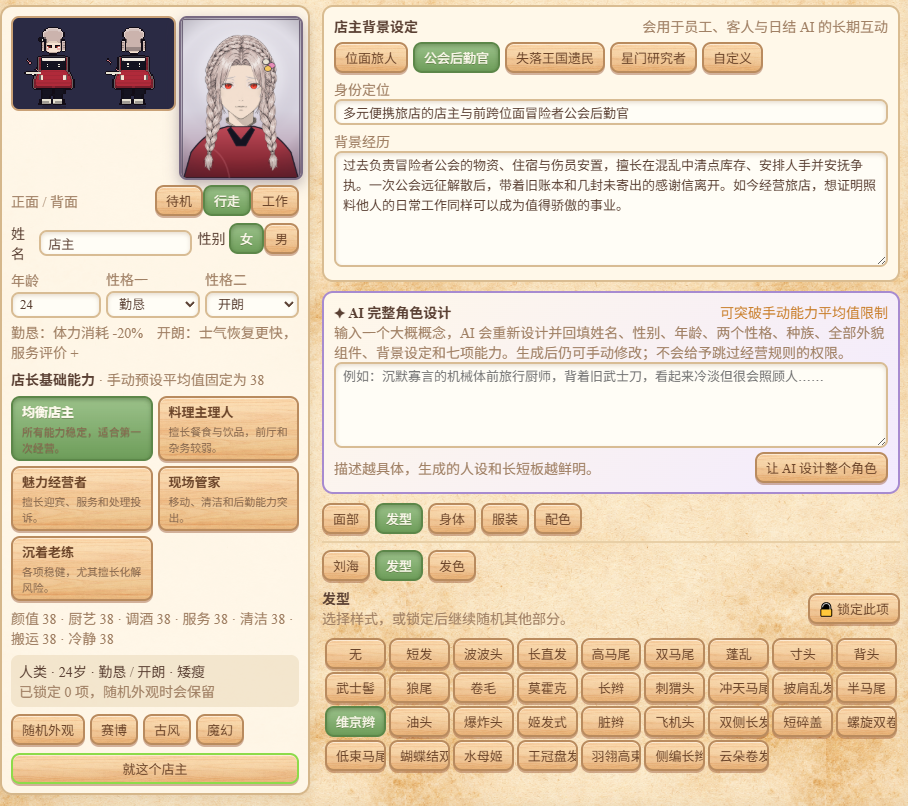 正面 / 背面
待机
行走
工作
姓名
店主
性别
女
男
年龄
性格一
性格二
24
勤恳
开朗
勤恳：体力消耗 -20%　开朗：士气恢复更快，
服务评价 +
店长基础能力 · 手动预设平均值固定为 38
均衡店主
所有能力稳定，适合第一
次经营。
料理主理人
擅长餐食与饮品，前厅和
杂务较弱。
魅力经营者
擅长迎宾、服务和处理投
诉。
现场管家
移动、清洁和后勤能力突
出。
沉着老练
各项稳健，尤其擅长化解
风险。
颜值 38 · 厨艺 38 · 调酒 38 · 服务 38 · 清洁 38 ·
搬运 38 · 冷静 38
人类 · 24岁 · 勤恳 / 开朗 · 矮瘦
已锁定 0 项，随机外观时会保留
随机外观
赛博
古风
魔幻
就这个店主
店主背景设定
会用于员工、客人与日结 AI 的长期互动
位面旅人
公会后勤官
失落王国遗民
星门研究者
自定义
身份定位
多元便携旅店的店主与前跨位面冒险者公会后勤官
背景经历
过去负责冒险者公会的物资、住宿与伤员安置，擅长在混乱中清点库存、安排人手并安抚争
执。一次公会远征解散后，带着旧账本和几封未寄出的感谢信离开。如今经营旅店，想证明照
料他人的日常工作同样可以成为值得骄傲的事业。
✦ AI 完整角色设计
可突破手动能力平均值限制
输入一个大概概念，AI 会重新设计并回填姓名、性别、年龄、两个性格、种族、全部外貌
组件、背景设定和七项能力。生成后仍可手动修改；不会给予跳过经营规则的权限。
例如：沉默寡言的机械体前旅行厨师，背着旧武士刀，看起来冷淡但很会照顾人……
描述越具体，生成的人设和长短板越鲜明。
让 AI 设计整个角色
面部
发型
身体
服装
配色
刘海
发型
发色
发型
选择样式，或锁定后继续随机其他部分。
🔒 锁定此项
无
短发
波波头
长直发
高马尾
双马尾
蓬乱
寸头
背头
武士髻
狼尾
卷毛
莫霍克
长辫
刺猬头
冲天马尾
披肩乱发
半马尾
维京辫
油头
爆炸头
姬发式
脏辫
飞机头
双侧长发
短碎盖
螺旋双卷
低束马尾
蝴蝶结双
水母姬
王冠盘发
羽翎高束
侧编长辫
云朵卷发